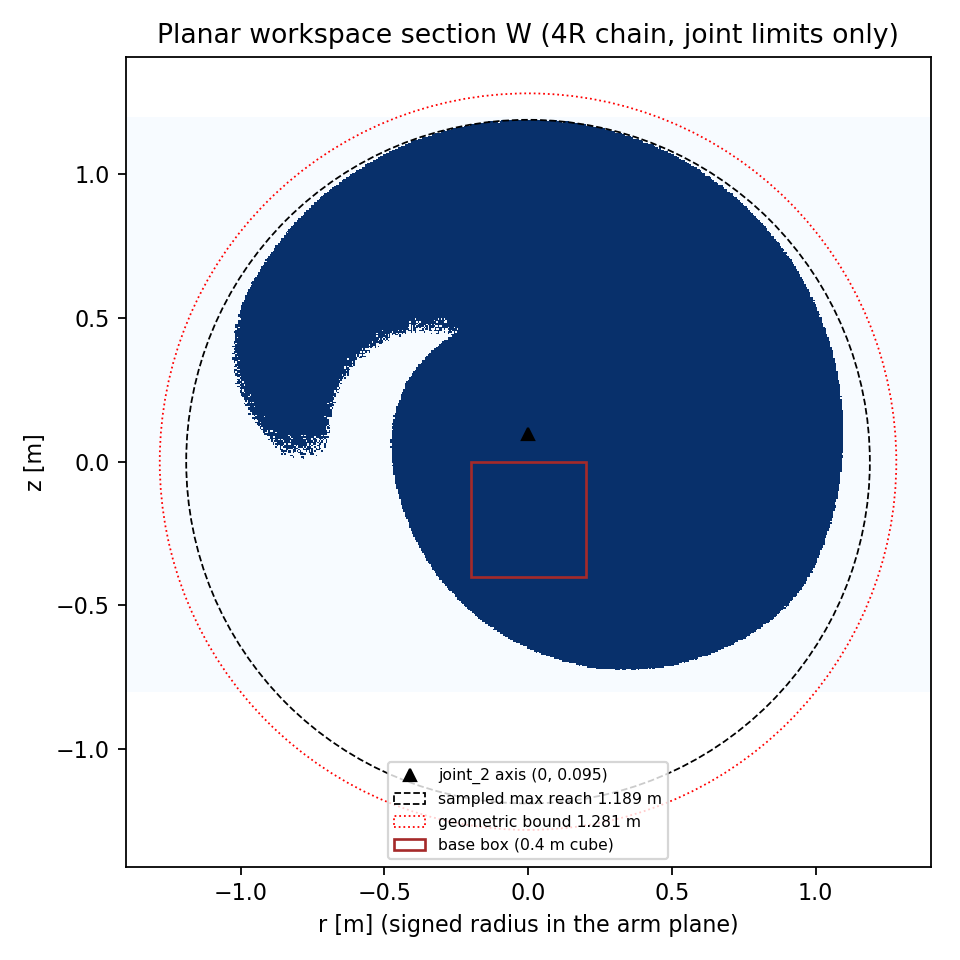 Planar workspace section W (4R chain, joint limits only)
z [m]
1.0
0.5
0.0
−0.5
−1.0
−1.0
−0.5
0.0
0.5
1.0
r [m] (signed radius in the arm plane)
joint_2 axis (0, 0.095)
sampled max reach 1.189 m
geometric bound 1.281 m
base box (0.4 m cube)